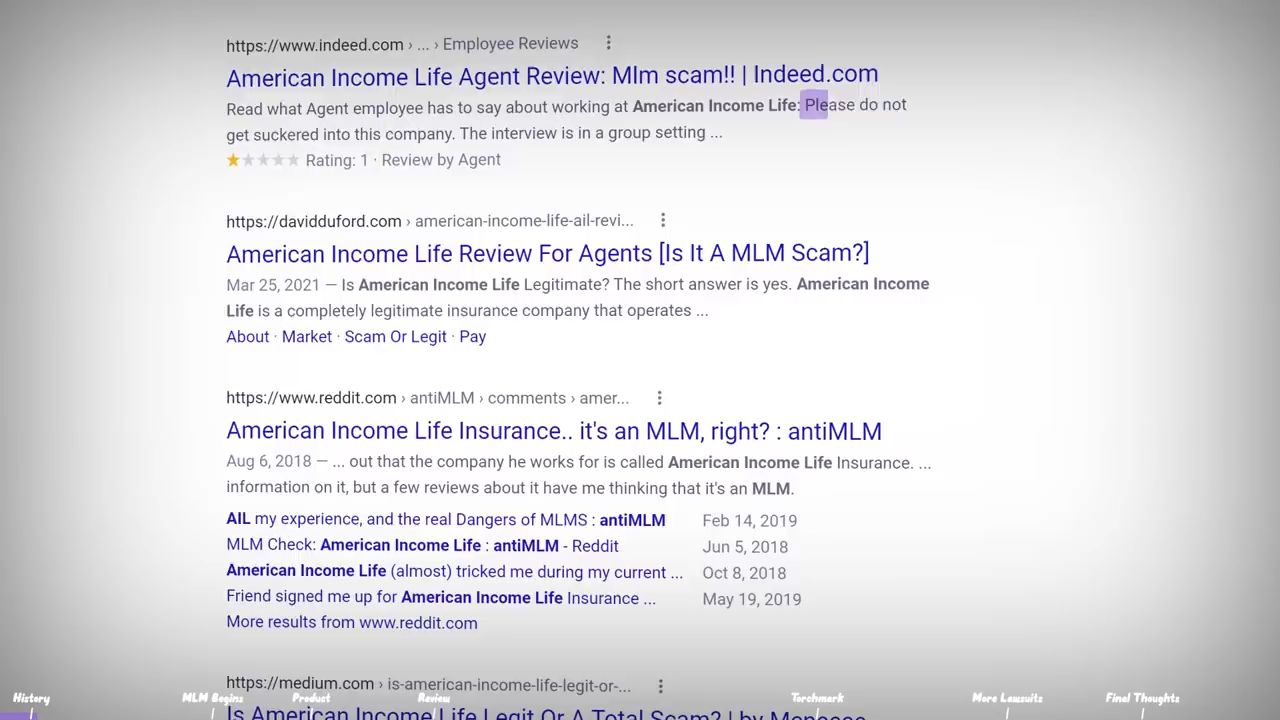 https://www.indeed.com › ... › Employee Reviews
American Income Life Agent Review: Mlm scam!! | Indeed.com
Read what Agent employee has to say about working at American Income Life: Please do not
get suckered into this company. The interview is in a group setting ...
Rating: 1 · Review by Agent
https://davidduford.com › american-income-life-ail-revi...
American Income Life Review For Agents [Is It A MLM Scam?]
Mar 25, 2021 — Is American Income Life Legitimate? The short answer is yes. American Income
Life is a completely legitimate insurance company that operates ...
About · Market · Scam Or Legit · Pay
https://www.reddit.com › antiMLM › comments › amer...
American Income Life Insurance.. it's an MLM, right? : antiMLM
Aug 6, 2018 — ... out that the company he works for is called American Income Life Insurance. ...
information on it, but a few reviews about it have me thinking that it's an MLM.
AIL my experience, and the real Dangers of MLMS : antiMLM Feb 14, 2019
MLM Check: American Income Life : antiMLM - Reddit Jun 5, 2018
American Income Life (almost) tricked me during my current ... Oct 8, 2018
Friend signed me up for American Income Life Insurance ... May 19, 2019
More results from www.reddit.com
https://medium.com › is-american-income-life-legit-or-...
History MLM Begins Product Review Torchmark More Lawsuits Final Thoughts
Is American Income Life Legit Or A Total Scam? | by